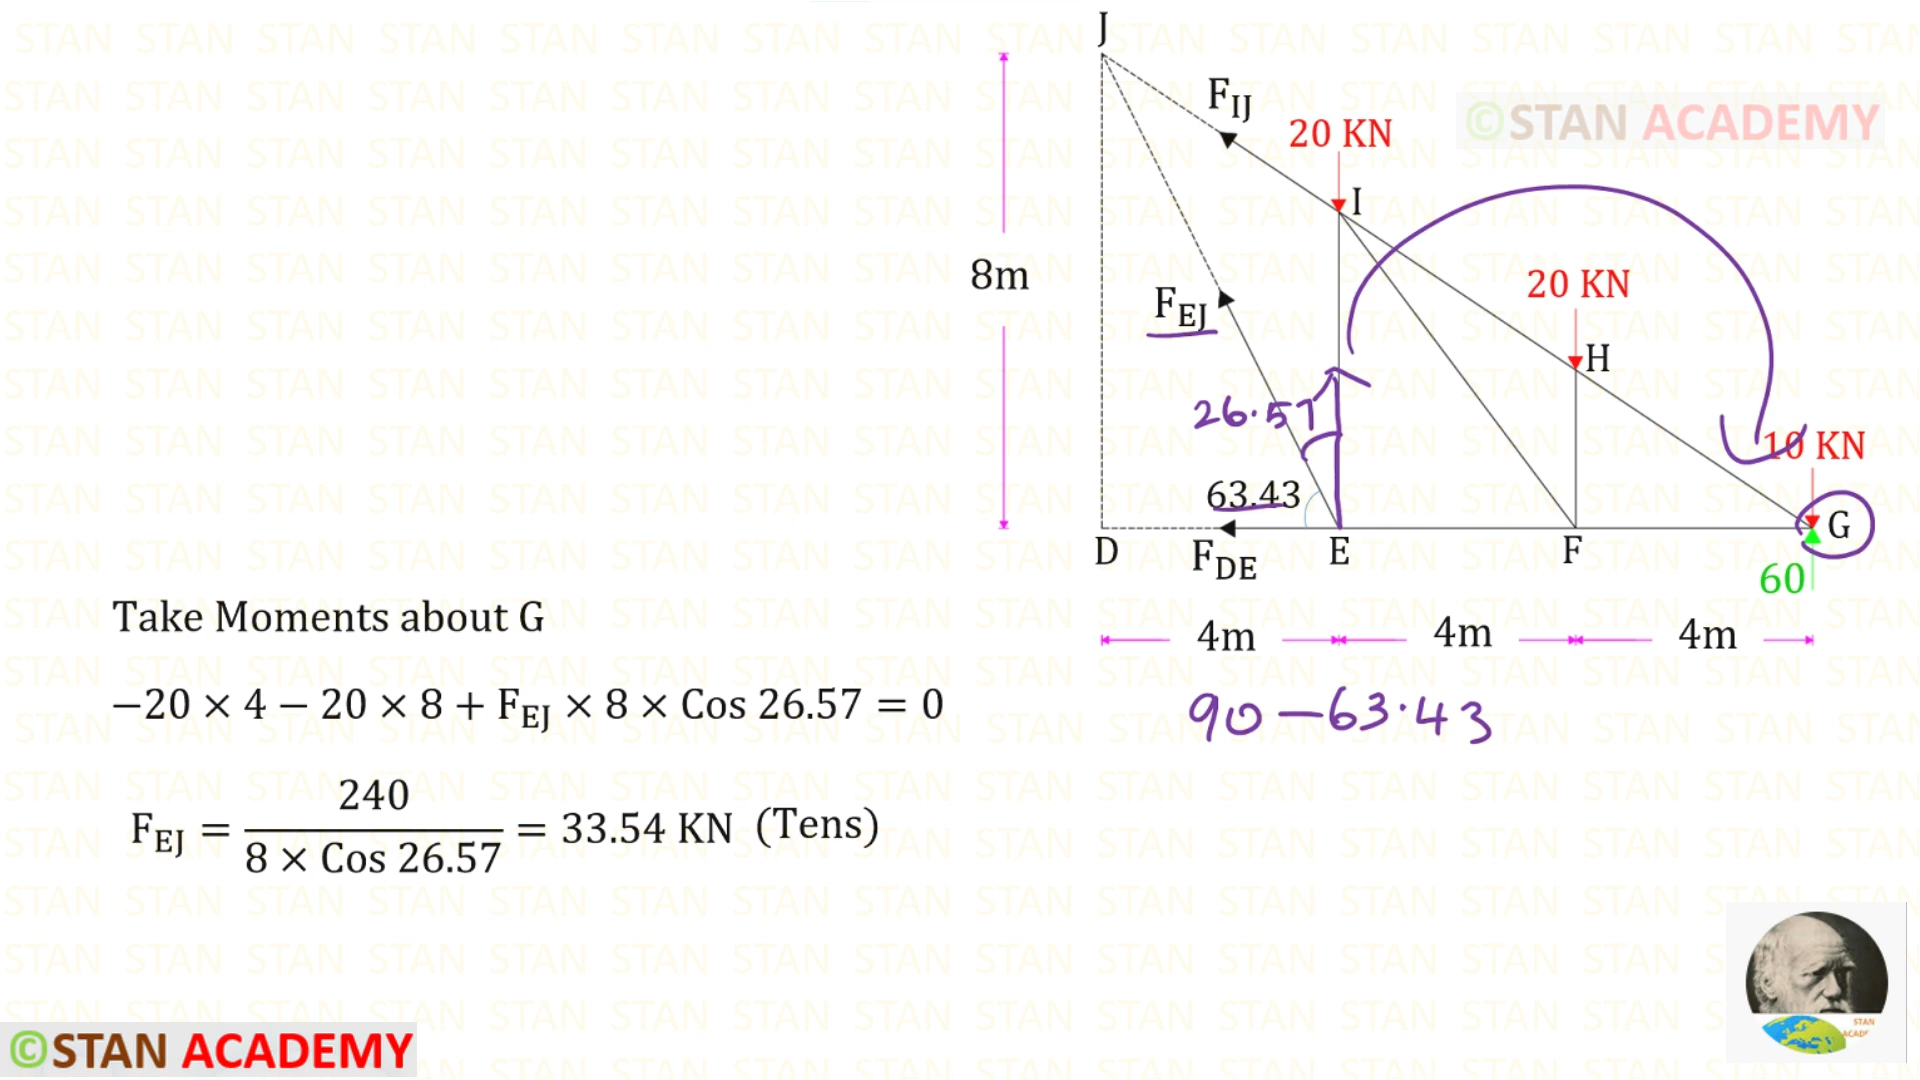 J
F_IJ
20 KN
©STAN ACADEMY
I
8m
20 KN
F_EJ
H
26.57
10 KN
63.43
G
D
F_DE
E
F
60
Take Moments about G
4m
4m
4m
−20 × 4 − 20 × 8 + F_EJ × 8 × Cos 26.57 = 0
90 − 63.43
F_EJ = 240 / (8 × Cos 26.57) = 33.54 KN (Tens)
©STAN ACADEMY
STAN